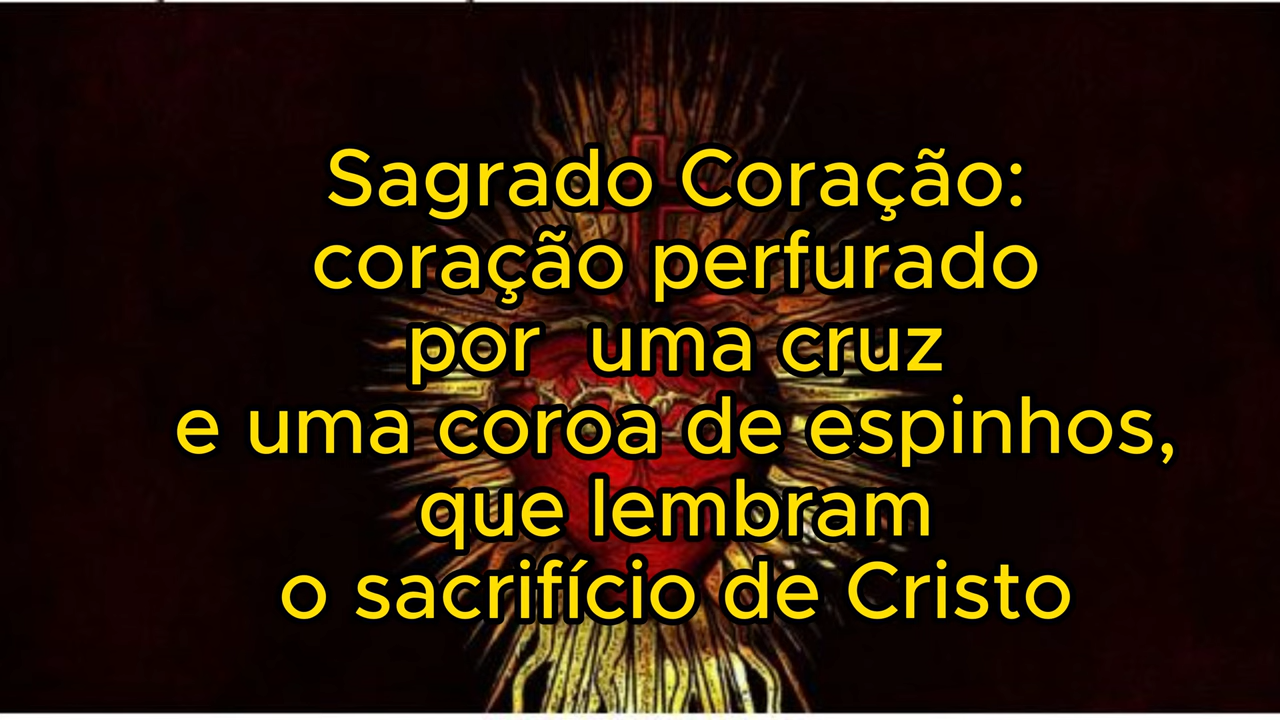 Sagrado Coração:
coração perfurado
por  uma cruz
e uma coroa de espinhos,
que lembram
o sacrifício de Cristo